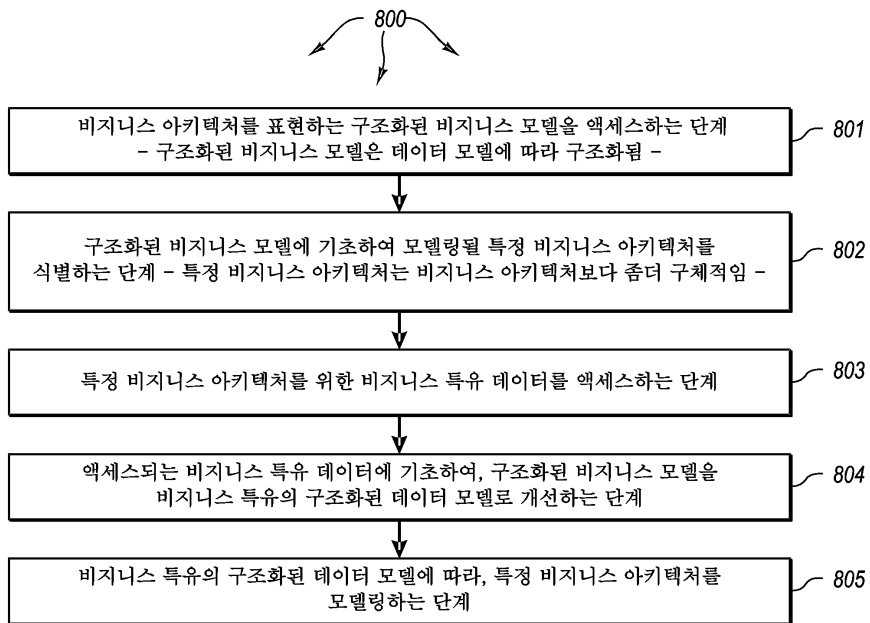 800
비지니스 아키텍처를 표현하는 구조화된 비지니스 모델을 액세스하는 단계
- 구조화된 비지니스 모델은 데이터 모델에 따라 구조화됨 -
801
구조화된 비지니스 모델에 기초하여 모델링될 특정 비지니스 아키텍처를
식별하는 단계 - 특정 비지니스 아키텍처는 비지니스 아키텍처보다 좀더 구체적임 -
802
특정 비지니스 아키텍처를 위한 비지니스 특유 데이터를 액세스하는 단계
803
액세스되는 비지니스 특유 데이터에 기초하여, 구조화된 비지니스 모델을
비지니스 특유의 구조화된 데이터 모델로 개선하는 단계
804
비지니스 특유의 구조화된 데이터 모델에 따라, 특정 비지니스 아키텍처를
모델링하는 단계
805